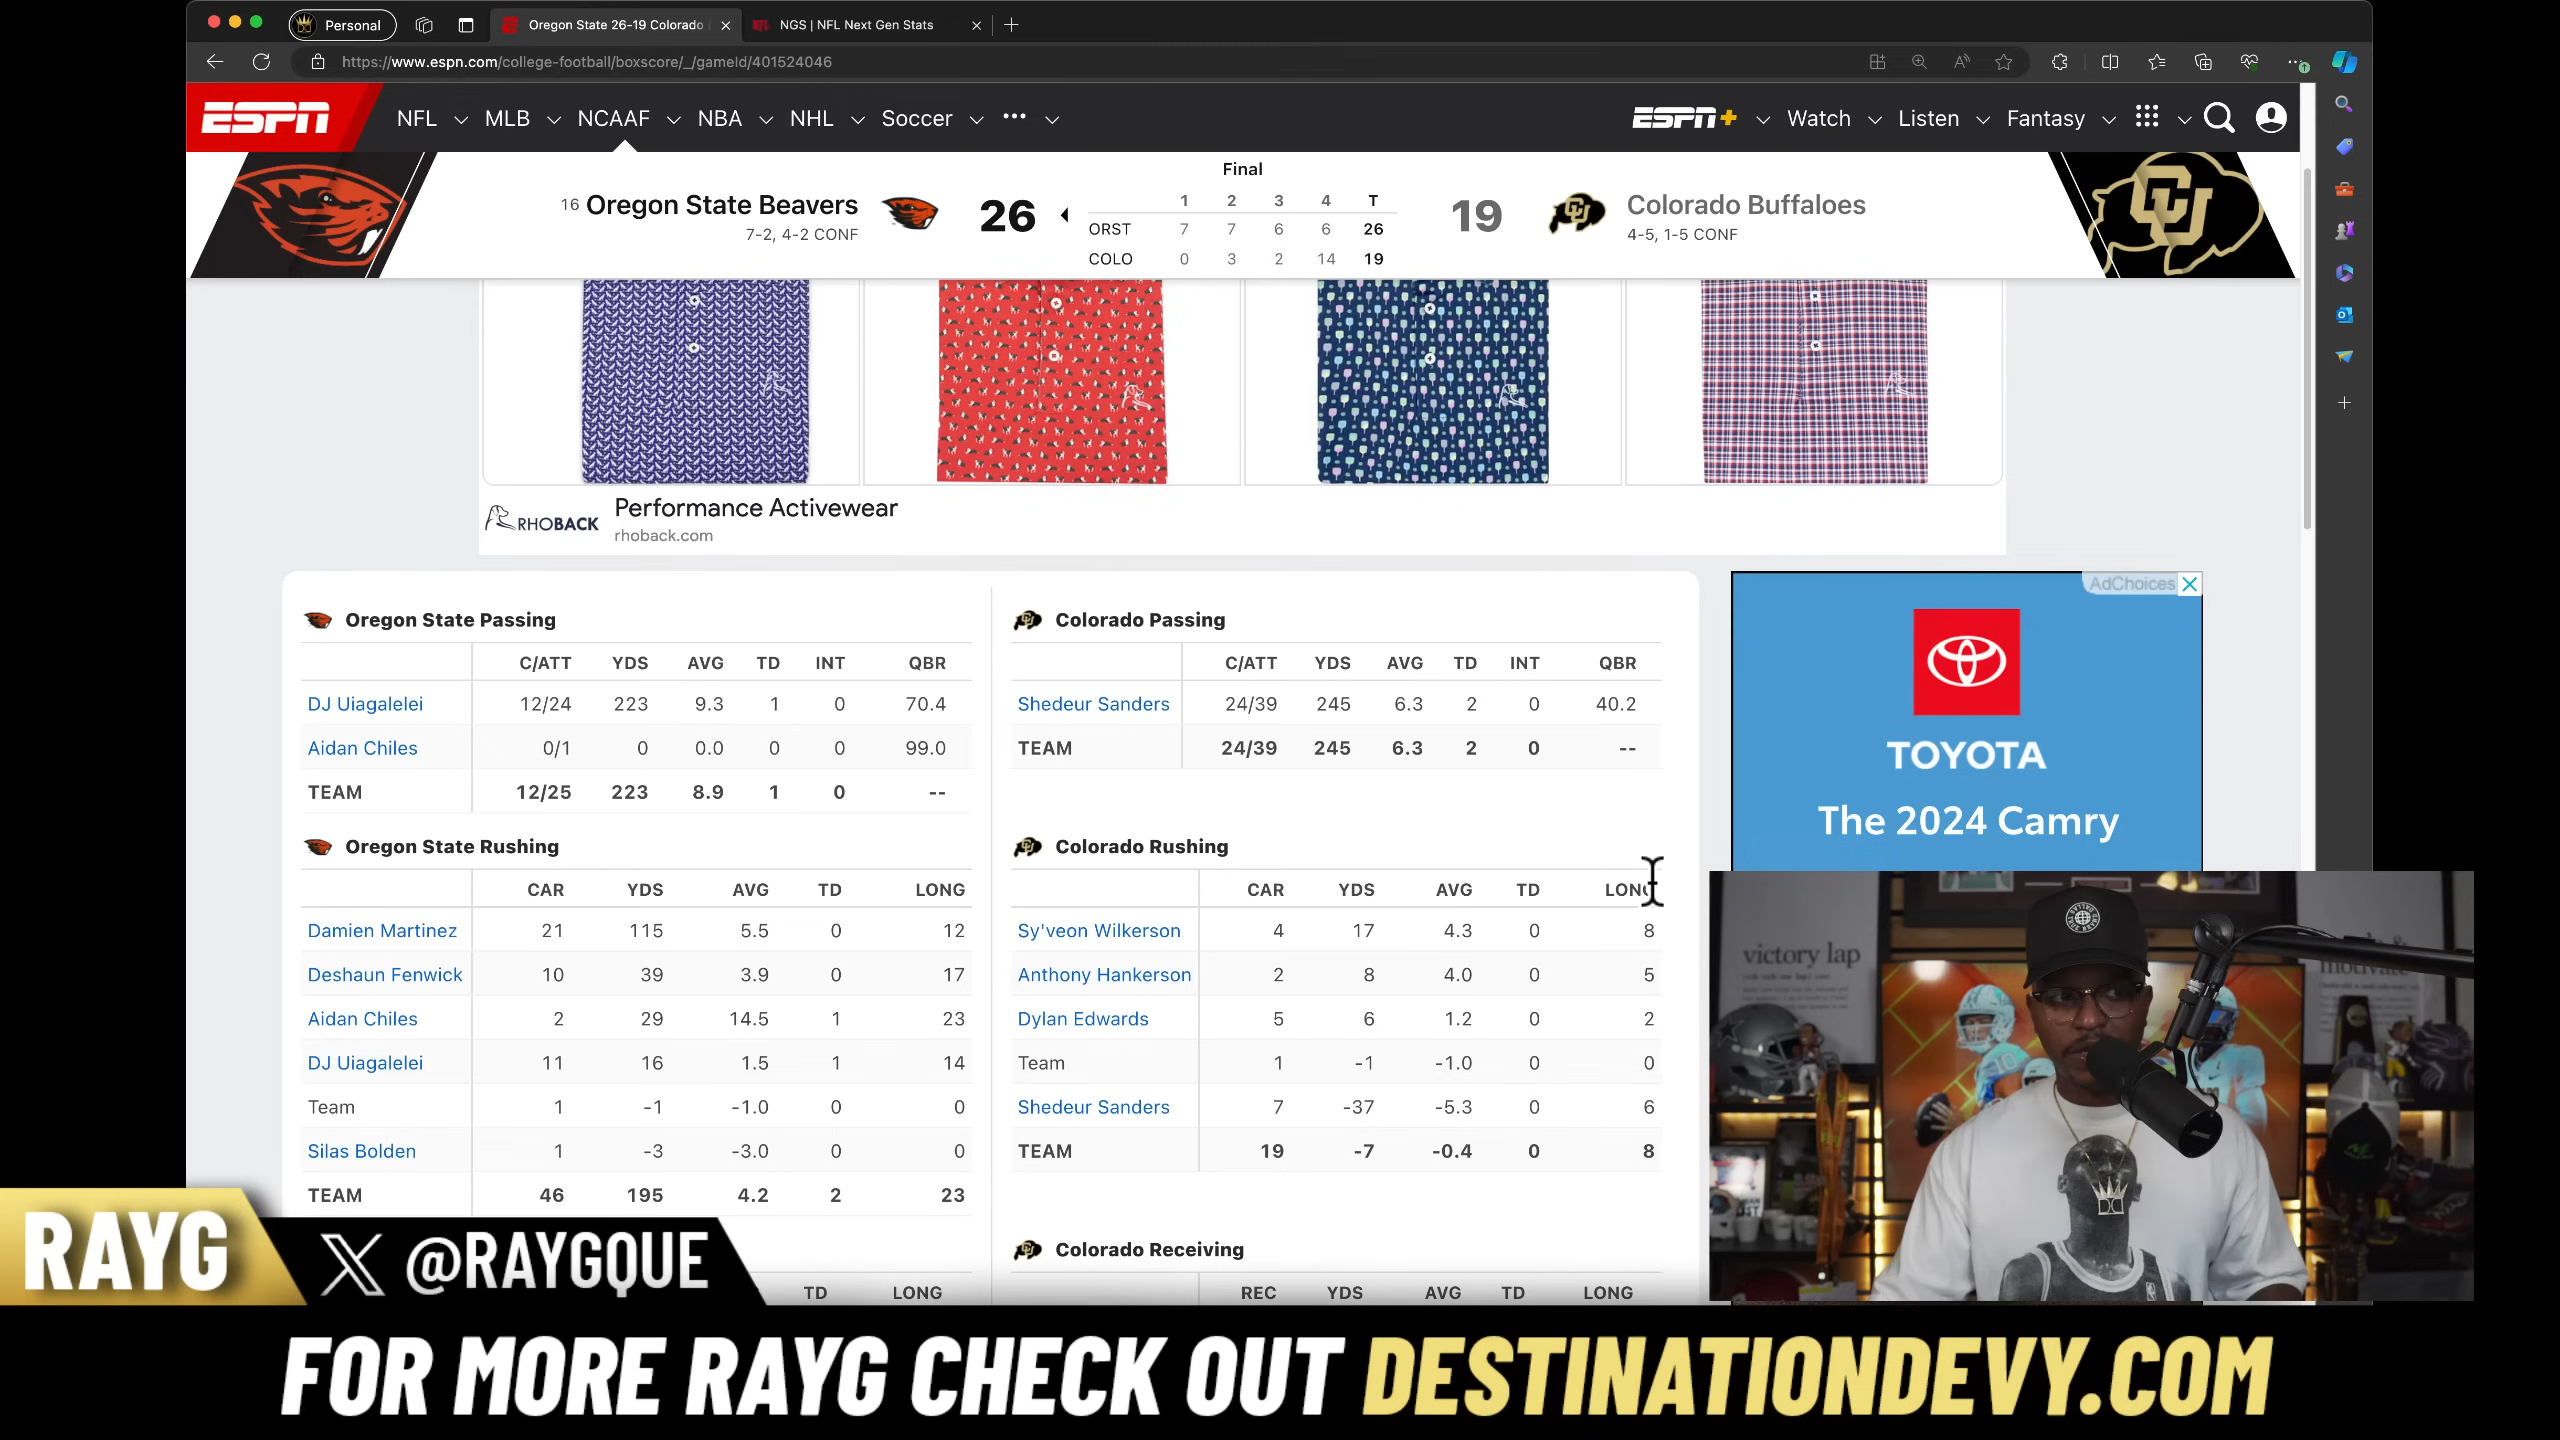 Personal
Oregon State 26-19 Colorado
NGS | NFL Next Gen Stats
https://www.espn.com/college-football/boxscore/_/gameId/401524046
ESPN
NFL
MLB
NCAAF
NBA
NHL
Soccer
ESPN+
Watch
Listen
Fantasy
16 Oregon State Beavers
7-2, 4-2 CONF
26
Final
1 2 3 4 T
ORST 7 7 6 6 26
COLO 0 3 2 14 19
19
Colorado Buffaloes
4-5, 1-5 CONF
CU
RHOBACK
Performance Activewear
rhoback.com
Oregon State Passing
C/ATT YDS AVG TD INT QBR
DJ Uiagalelei 12/24 223 9.3 1 0 70.4
Aidan Chiles 0/1 0 0.0 0 0 99.0
TEAM 12/25 223 8.9 1 0 --
Colorado Passing
C/ATT YDS AVG TD INT QBR
Shedeur Sanders 24/39 245 6.3 2 0 40.2
TEAM 24/39 245 6.3 2 0 --
Oregon State Rushing
CAR YDS AVG TD LONG
Damien Martinez 21 115 5.5 0 12
Deshaun Fenwick 10 39 3.9 0 17
Aidan Chiles 2 29 14.5 1 23
DJ Uiagalelei 11 16 1.5 1 14
Team 1 -1 -1.0 0 0
Silas Bolden 1 -3 -3.0 0 0
TEAM 46 195 4.2 2 23
Colorado Rushing
CAR YDS AVG TD LONG
Sy'veon Wilkerson 4 17 4.3 0 8
Anthony Hankerson 2 8 4.0 0 5
Dylan Edwards 5 6 1.2 0 2
Team 1 -1 -1.0 0 0
Shedeur Sanders 7 -37 -5.3 0 6
TEAM 19 -7 -0.4 0 8
TD LONG
Colorado Receiving
REC YDS AVG TD LONG
AdChoices
TOYOTA
The 2024 Camry
victory lap
RAYG
X @RAYGQUE
FOR MORE RAYG CHECK OUT DESTINATIONDEVY.COM